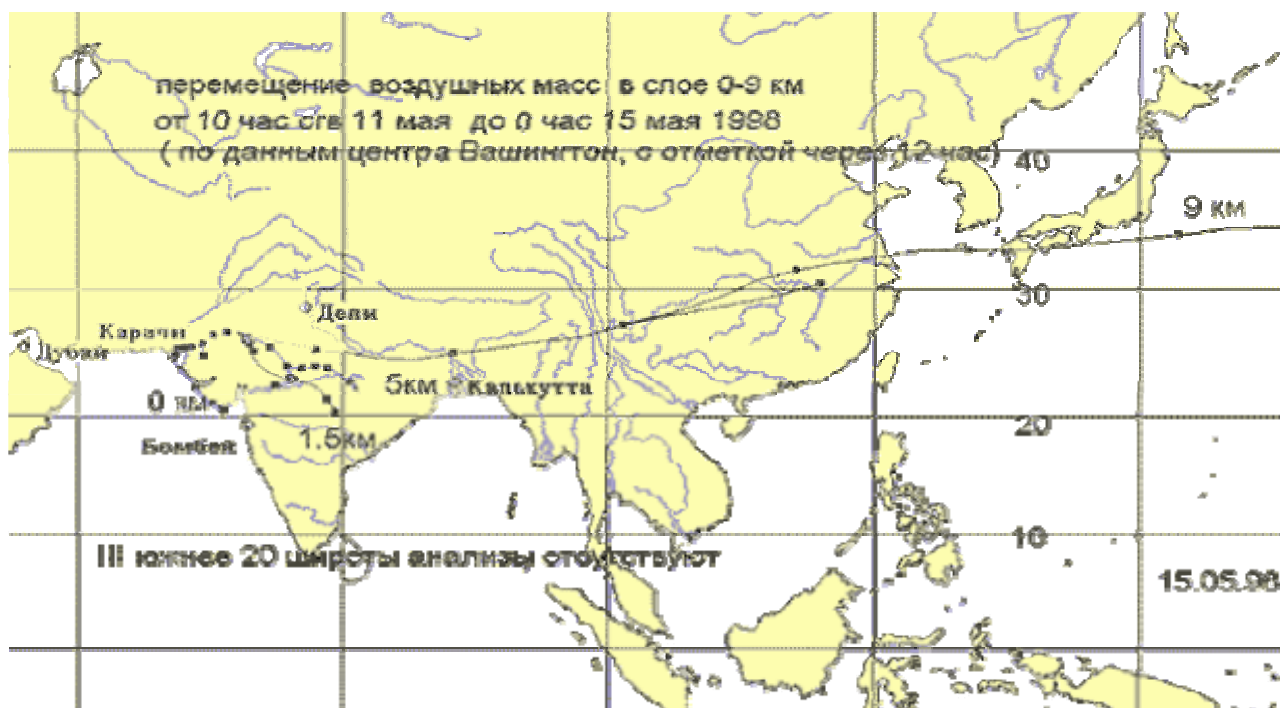 перемещение воздушных масс в слое 0-9 км
от 10 час сгв 11 мая до 0 час 15 мая 1998
( по данным центра Вашингтон, с отметкой через 12 час)
40
9 км
30
Дели
Карачи
Дубай
5км
Калькутта
0 км
20
1.5км
Бомбей
10
!!! южнее 20 широты анализы отсутствуют
15.05.98